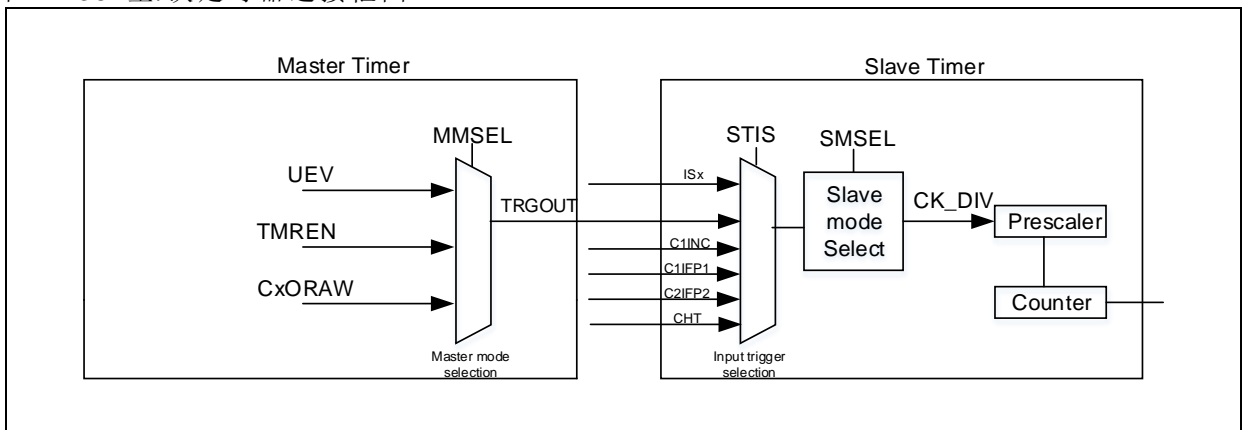 Master Timer
Slave Timer
MMSEL
STIS
SMSEL
UEV
ISx
Slave
mode
Select
TRGOUT
CK_DIV
Prescaler
TMREN
C1INC
C1IFP1
CxORAW
C2IFP2
Counter
CHT
Master mode
selection
Input trigger
selection